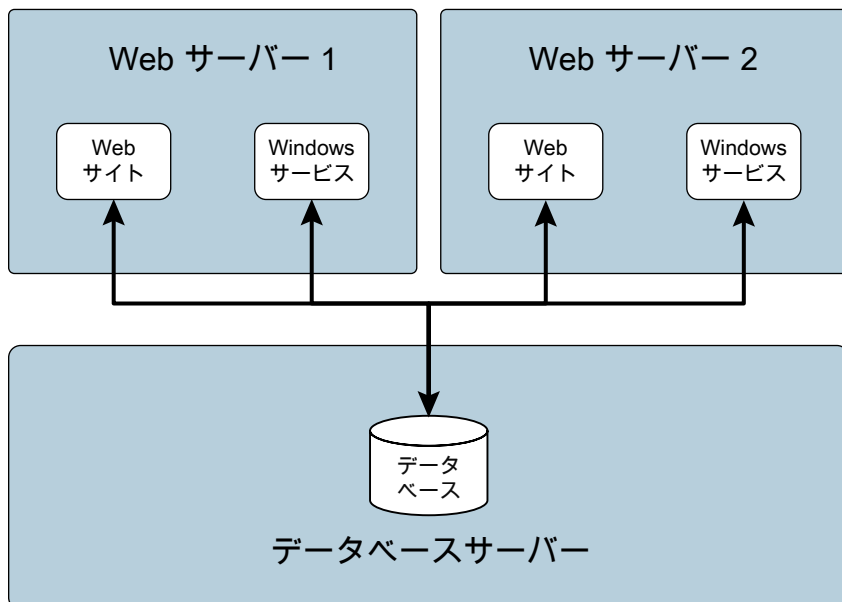 Web サーバー 1
Web サーバー 2
Web
サイト
Windows
サービス
Web
サイト
Windows
サービス
データ
ベース
データベースサーバー